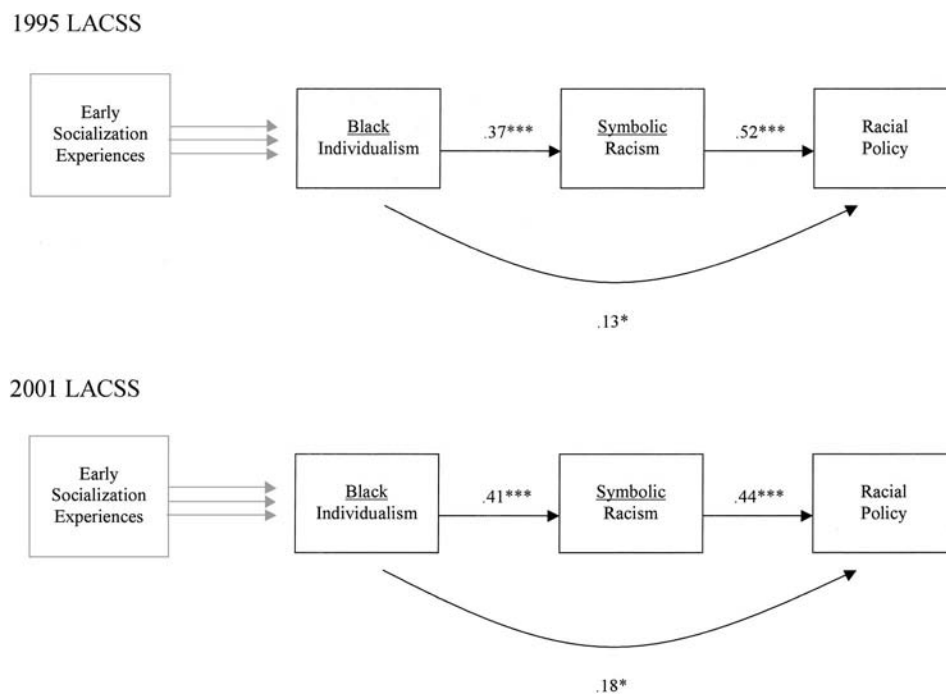 1995 LACSS
Early
Socialization
Experiences
Black
Individualism
.37***
Symbolic
Racism
.52***
Racial
Policy
.13*
2001 LACSS
Early
Socialization
Experiences
Black
Individualism
.41***
Symbolic
Racism
.44***
Racial
Policy
.18*